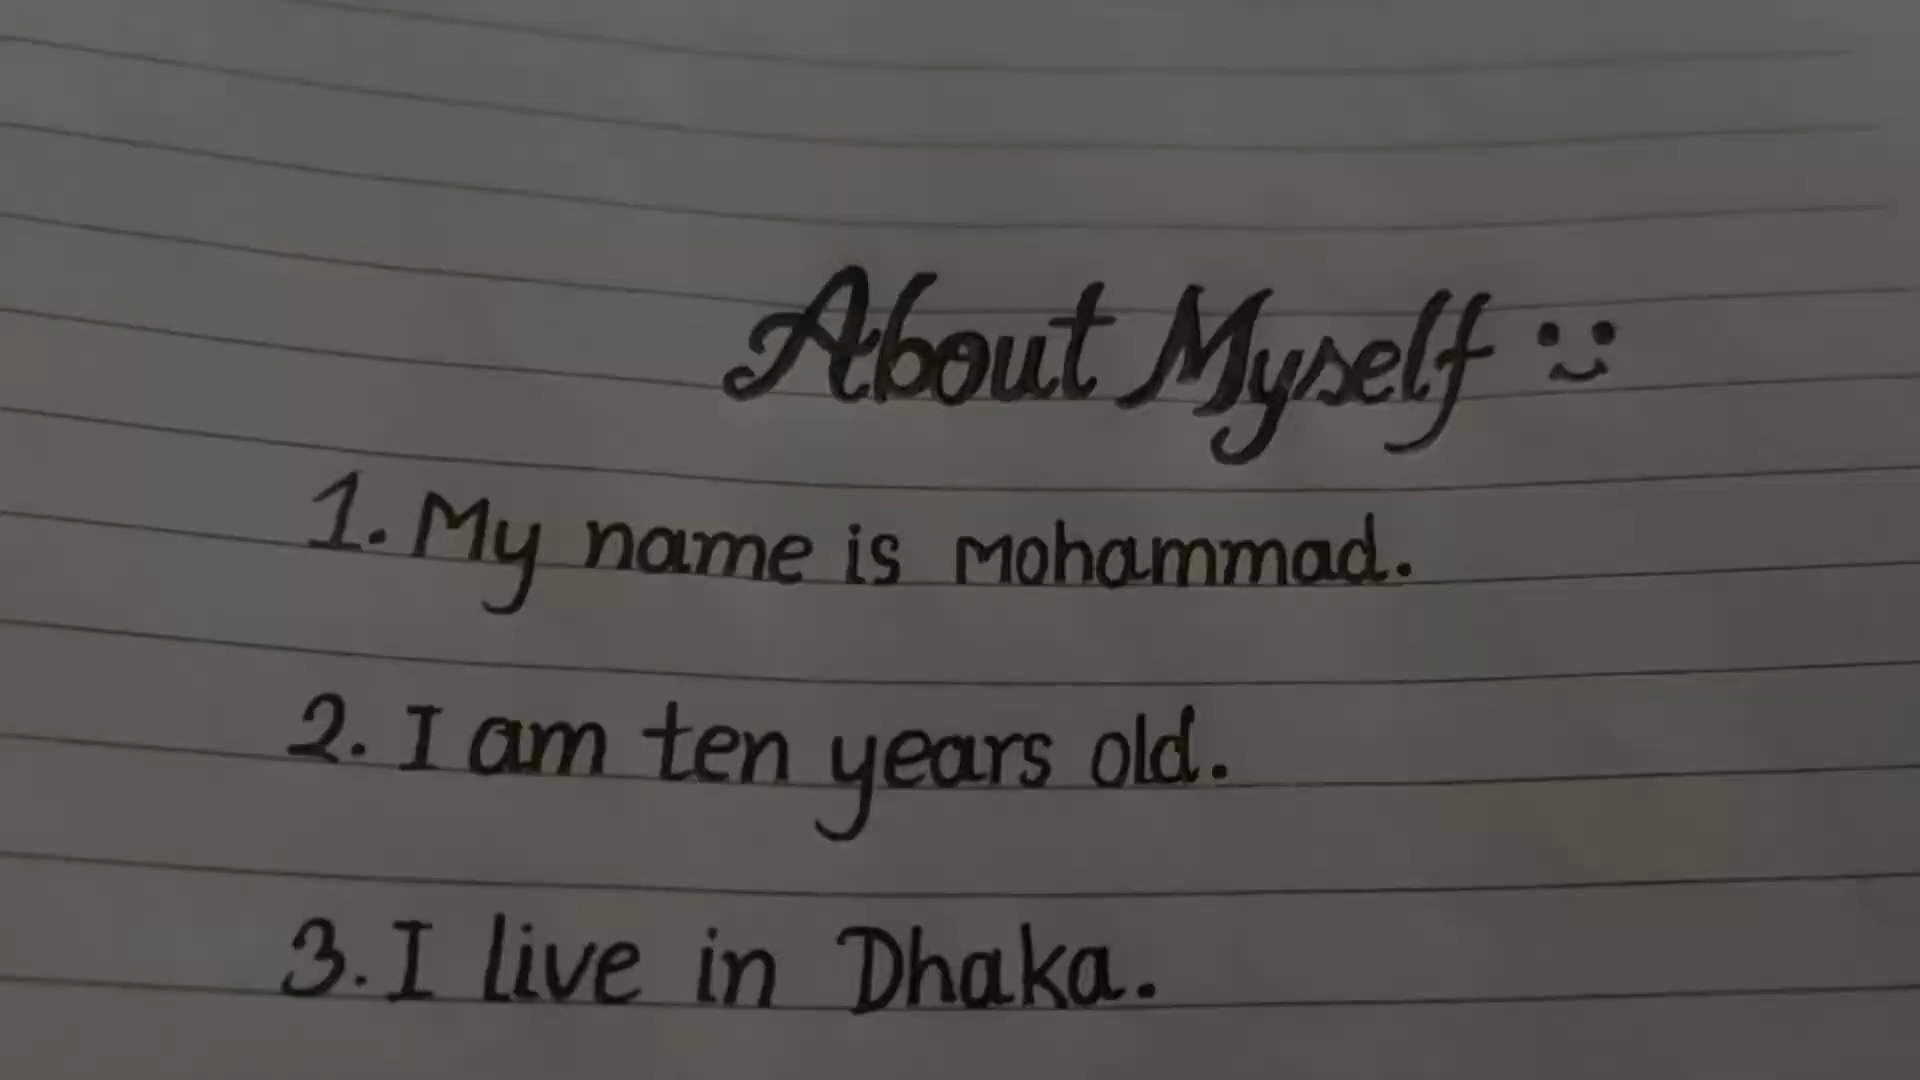 About Myself :)
1. My name is Mohammad.
2. I am ten years old.
3. I live in Dhaka.